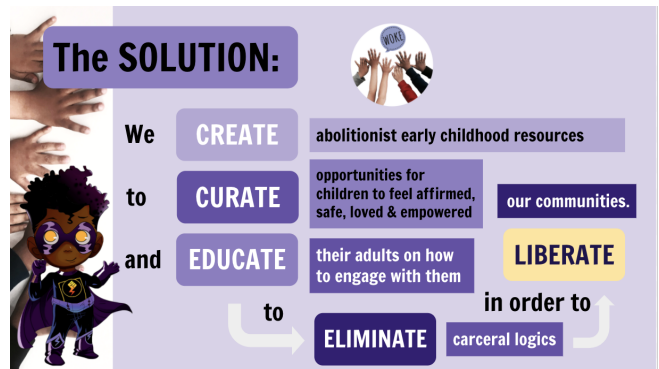 The SOLUTION:
WOKE
We CREATE abolitionist early childhood resources
to CURATE opportunities for
children to feel affirmed,
safe, loved & empowered
and EDUCATE their adults on how
to engage with them
to ELIMINATE carceral logics
in order to
LIBERATE
our communities.